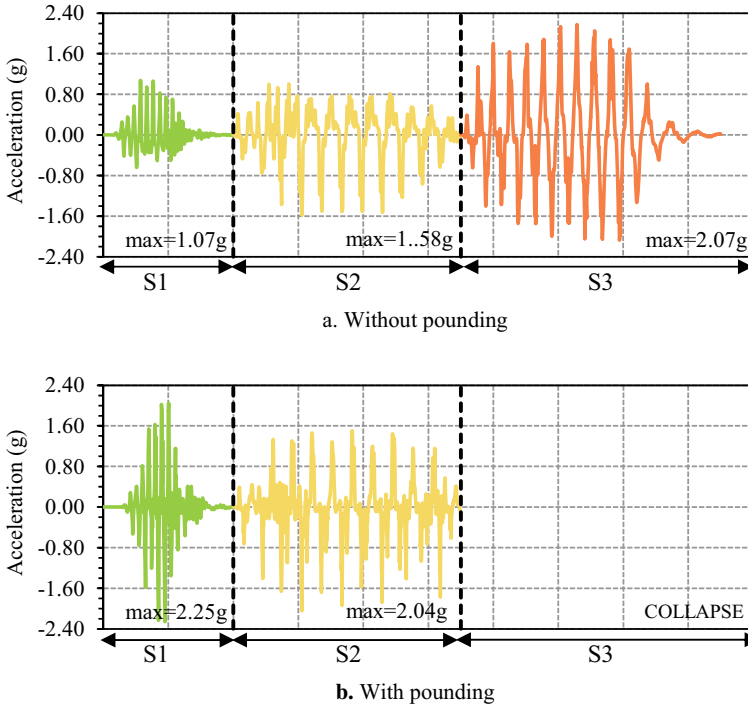 2.40
1.60
0.80
0.00
-0.80
-1.60
-2.40
Acceleration (g)
max=1.07g
max=1..58g
max=2.07g
S1
S2
S3
a. Without pounding
2.40
1.60
0.80
0.00
-0.80
-1.60
-2.40
Acceleration (g)
max=2.25g
max=2.04g
COLLAPSE
S1
S2
S3
b. With pounding